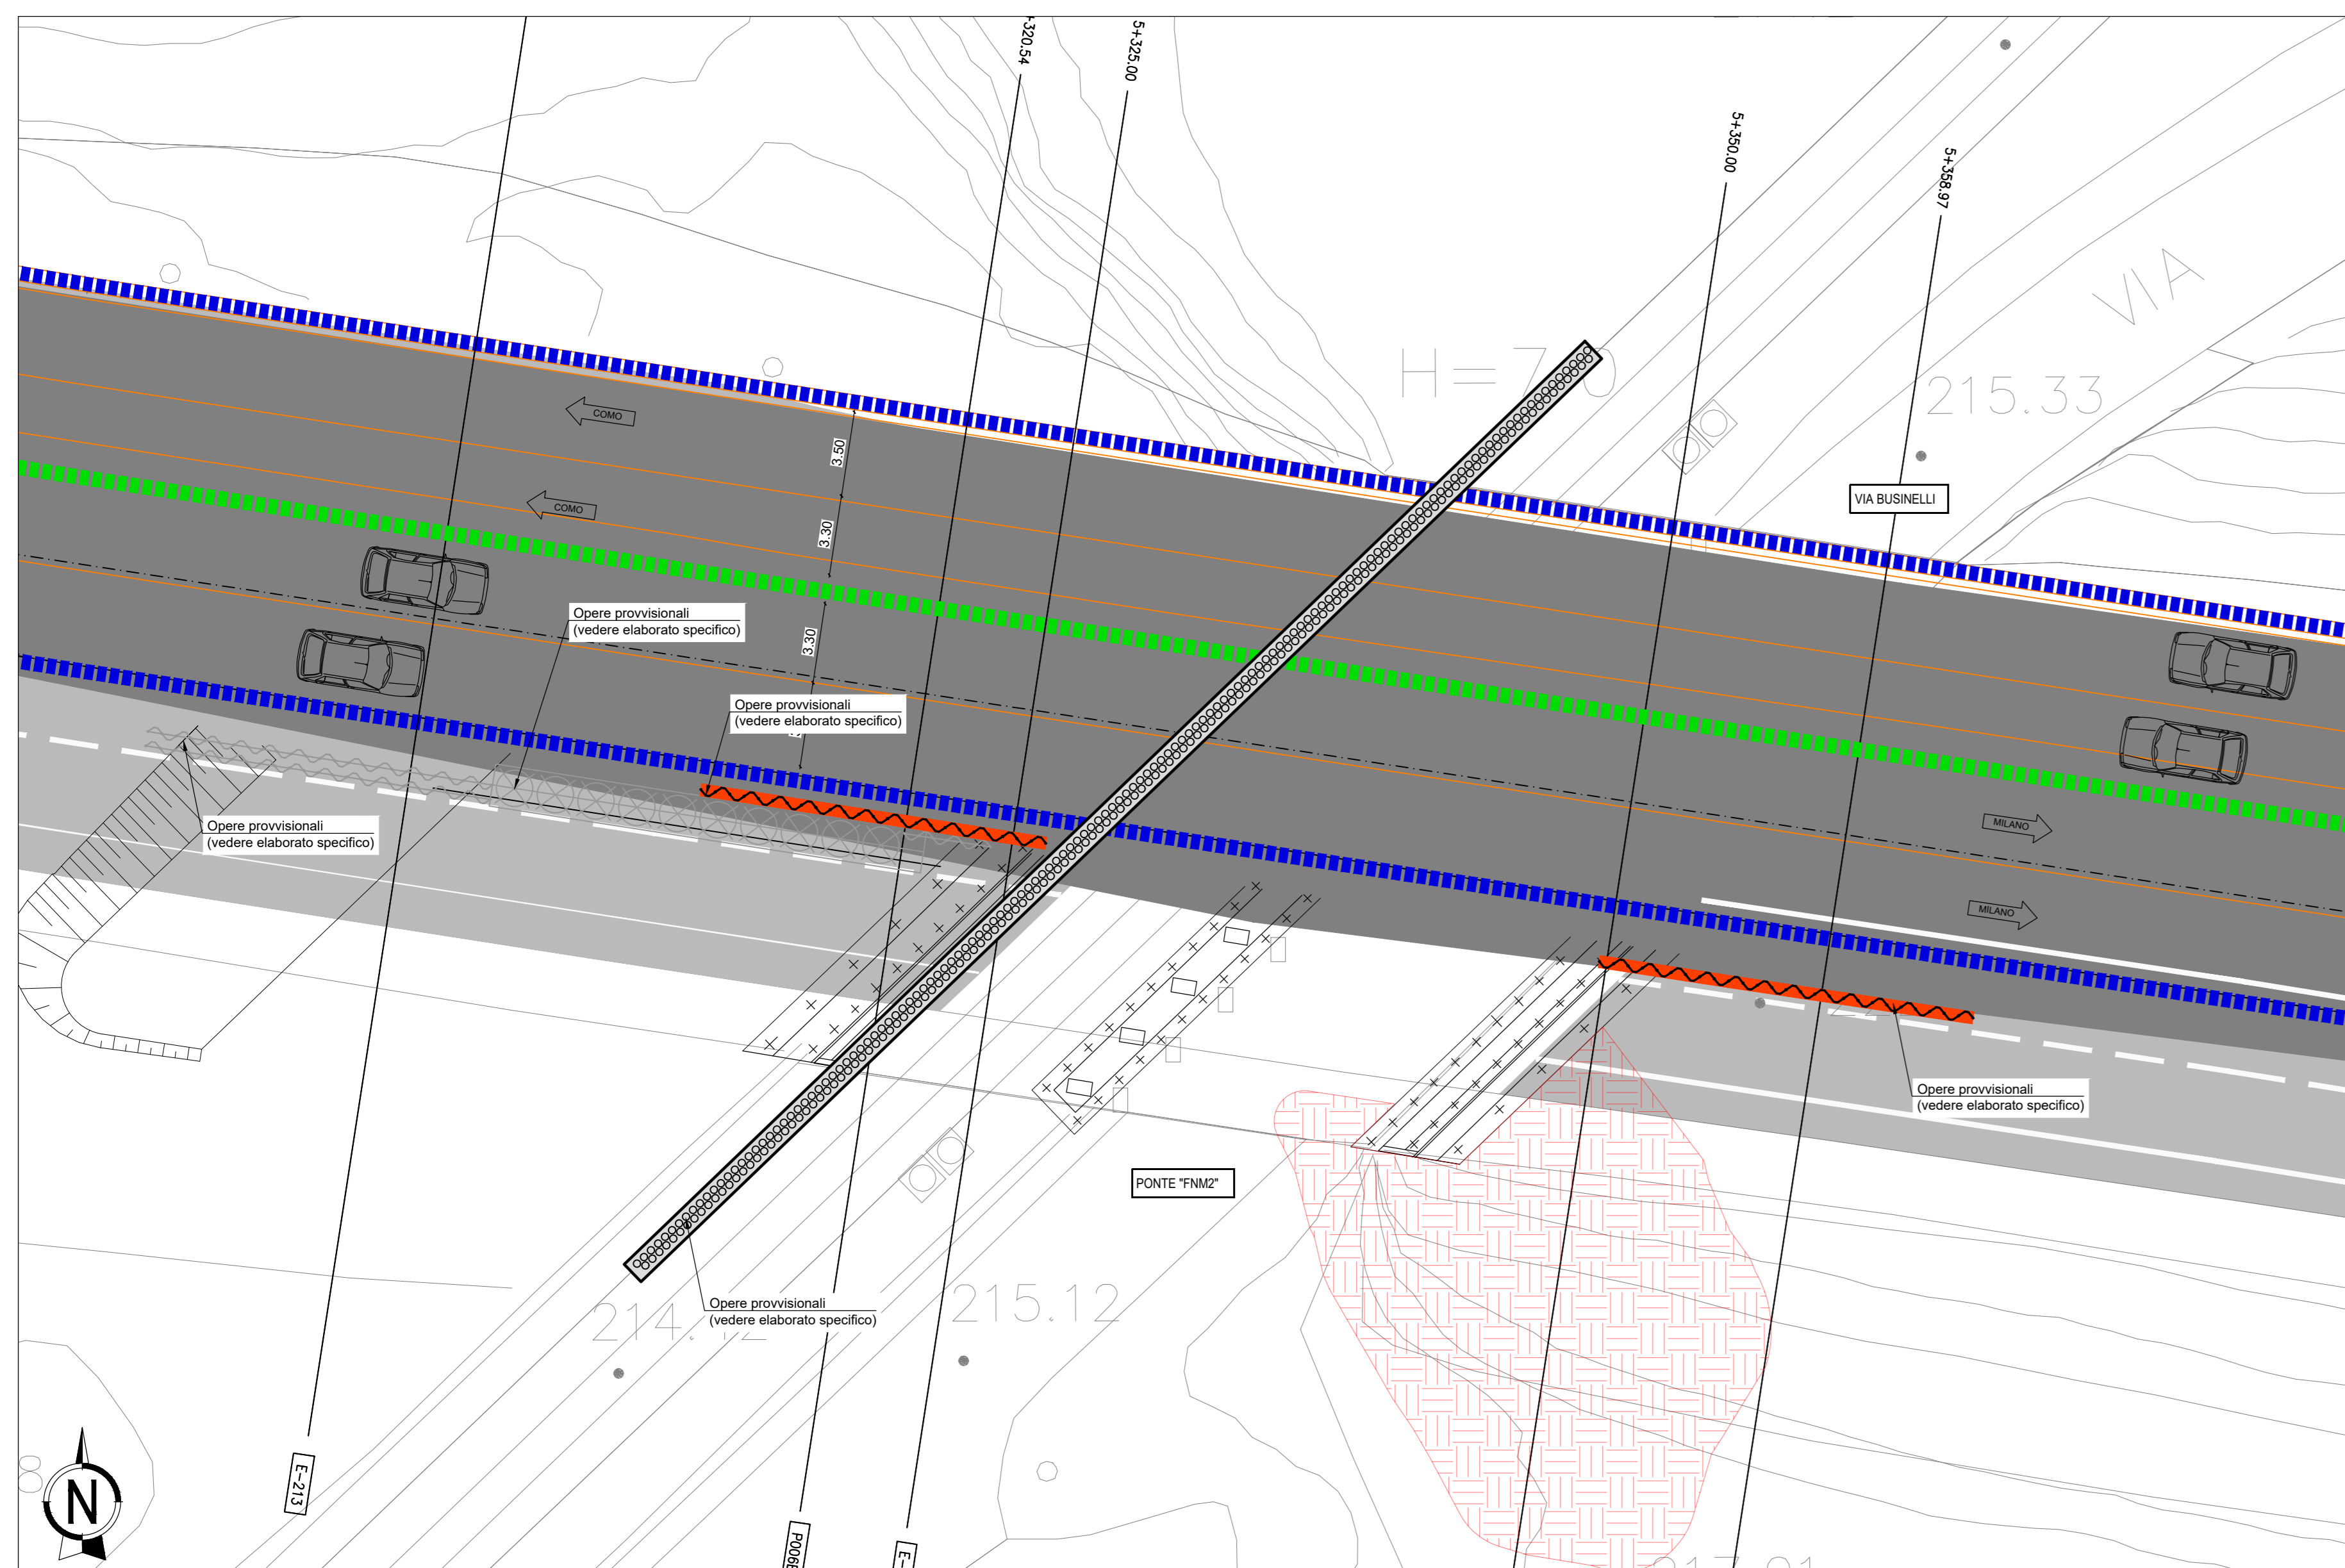 +320.54
5+325.00
5+350.00
5+358.97
VIA
215.33
VIA BUSINELLI
COMO
3.50
COMO
3.30
Opere provvisionali
(vedere elaborato specifico)
3.30
Opere provvisionali
(vedere elaborato specifico)
Opere provvisionali
(vedere elaborato specifico)
MILANO
MILANO
Opere provvisionali
(vedere elaborato specifico)
PONTE "FNM2"
215.12
Opere provvisionali
(vedere elaborato specifico)
E-213
N
8
E-